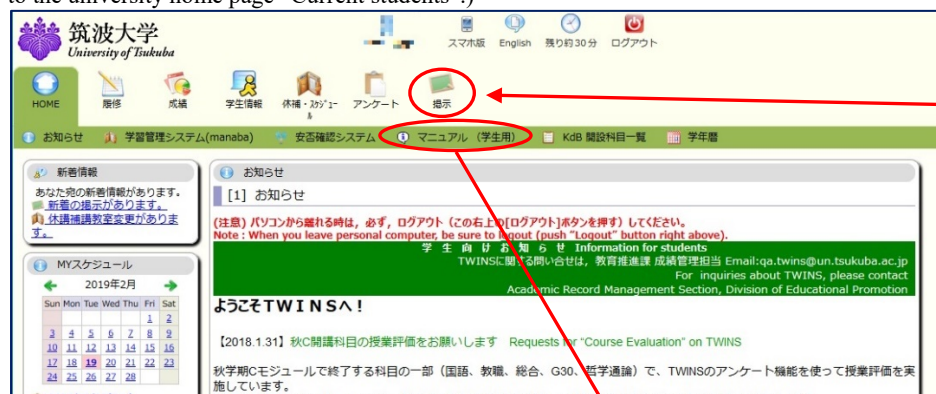 to the university home page "Current students".)
筑波大学
University of Tsukuba
スマホ版 English 残り約30分 ログアウト
HOME 履修 成績 学生情報 休補・スケジュール アンケート 掲示
お知らせ 学習管理システム(manaba) 安否確認システム マニュアル (学生用) KdB 開設科目一覧 学年暦
新着情報
あなた宛の新着情報があります。
新着の掲示があります。
休講補講教室変更があります。
お知らせ
[1] お知らせ
(注意) パソコンから離れる時は，必ず，ログアウト（この右上の[ログアウト]ボタンを押す）してください。
Note : When you leave personal computer, be sure to logout (push "Logout" button right above).
学 生 向 け お 知 ら せ Information for students
TWINSに関する問い合せは，教育推進課 成績管理担当 Email:qa.twins@un.tsukuba.ac.jp
For inquiries about TWINS, please contact
Academic Record Management Section, Division of Educational Promotion
MYスケジュール
2019年2月
Sun Mon Tue Wed Thu Fri Sat
1 2
3 4 5 6 7 8 9
10 11 12 13 14 15 16
17 18 19 20 21 22 23
24 25 26 27 28
ようこそＴＷＩＮＳへ！
【2018.1.31】秋C開講科目の授業評価をお願いします Requests for "Course Evaluation" on TWNS
秋学期Cモジュールで終了する科目の一部（国語、教職、総合、G30、哲学通論）で、TWINSのアンケート機能を使って授業評価を実
施しています。